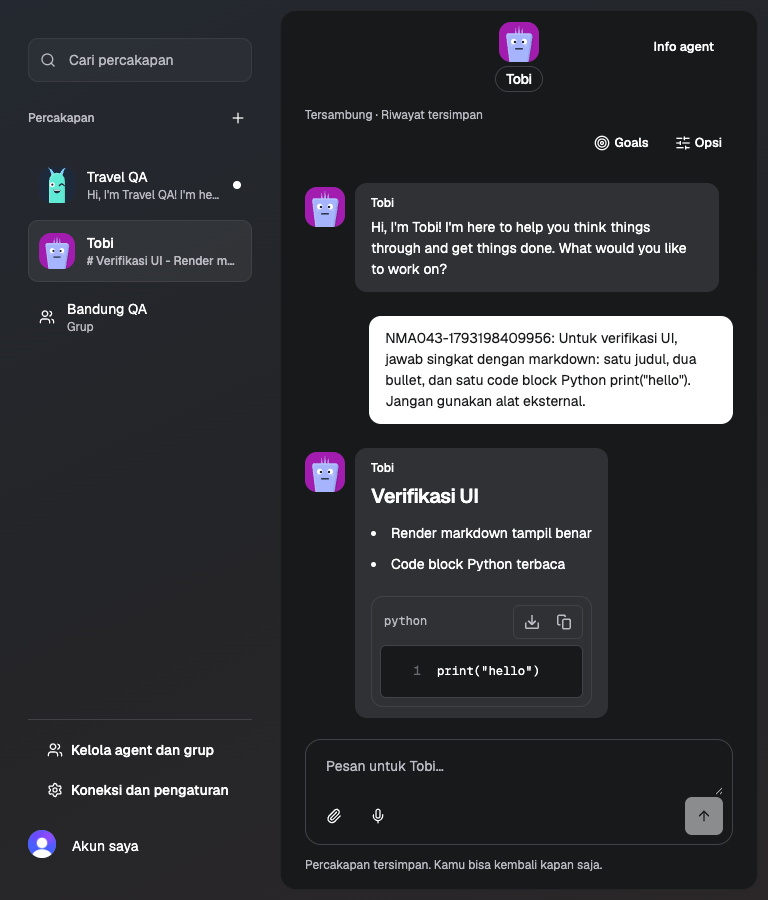 Cari percakapan
Percakapan
Travel QA
Hi, I'm Travel QA! I'm he...
Tobi
# Verifikasi UI - Render m...
Bandung QA
Grup
Kelola agent dan grup
Koneksi dan pengaturan
Akun saya
Tobi
Info agent
Tersambung · Riwayat tersimpan
Goals
Opsi
Tobi
Hi, I'm Tobi! I'm here to help you think things
through and get things done. What would you like
to work on?
NMA043-1793198409956: Untuk verifikasi UI,
jawab singkat dengan markdown: satu judul, dua
bullet, dan satu code block Python print("hello").
Jangan gunakan alat eksternal.
Tobi
Verifikasi UI
• Render markdown tampil benar
• Code block Python terbaca
python
1 print("hello")
Pesan untuk Tobi...
Percakapan tersimpan. Kamu bisa kembali kapan saja.